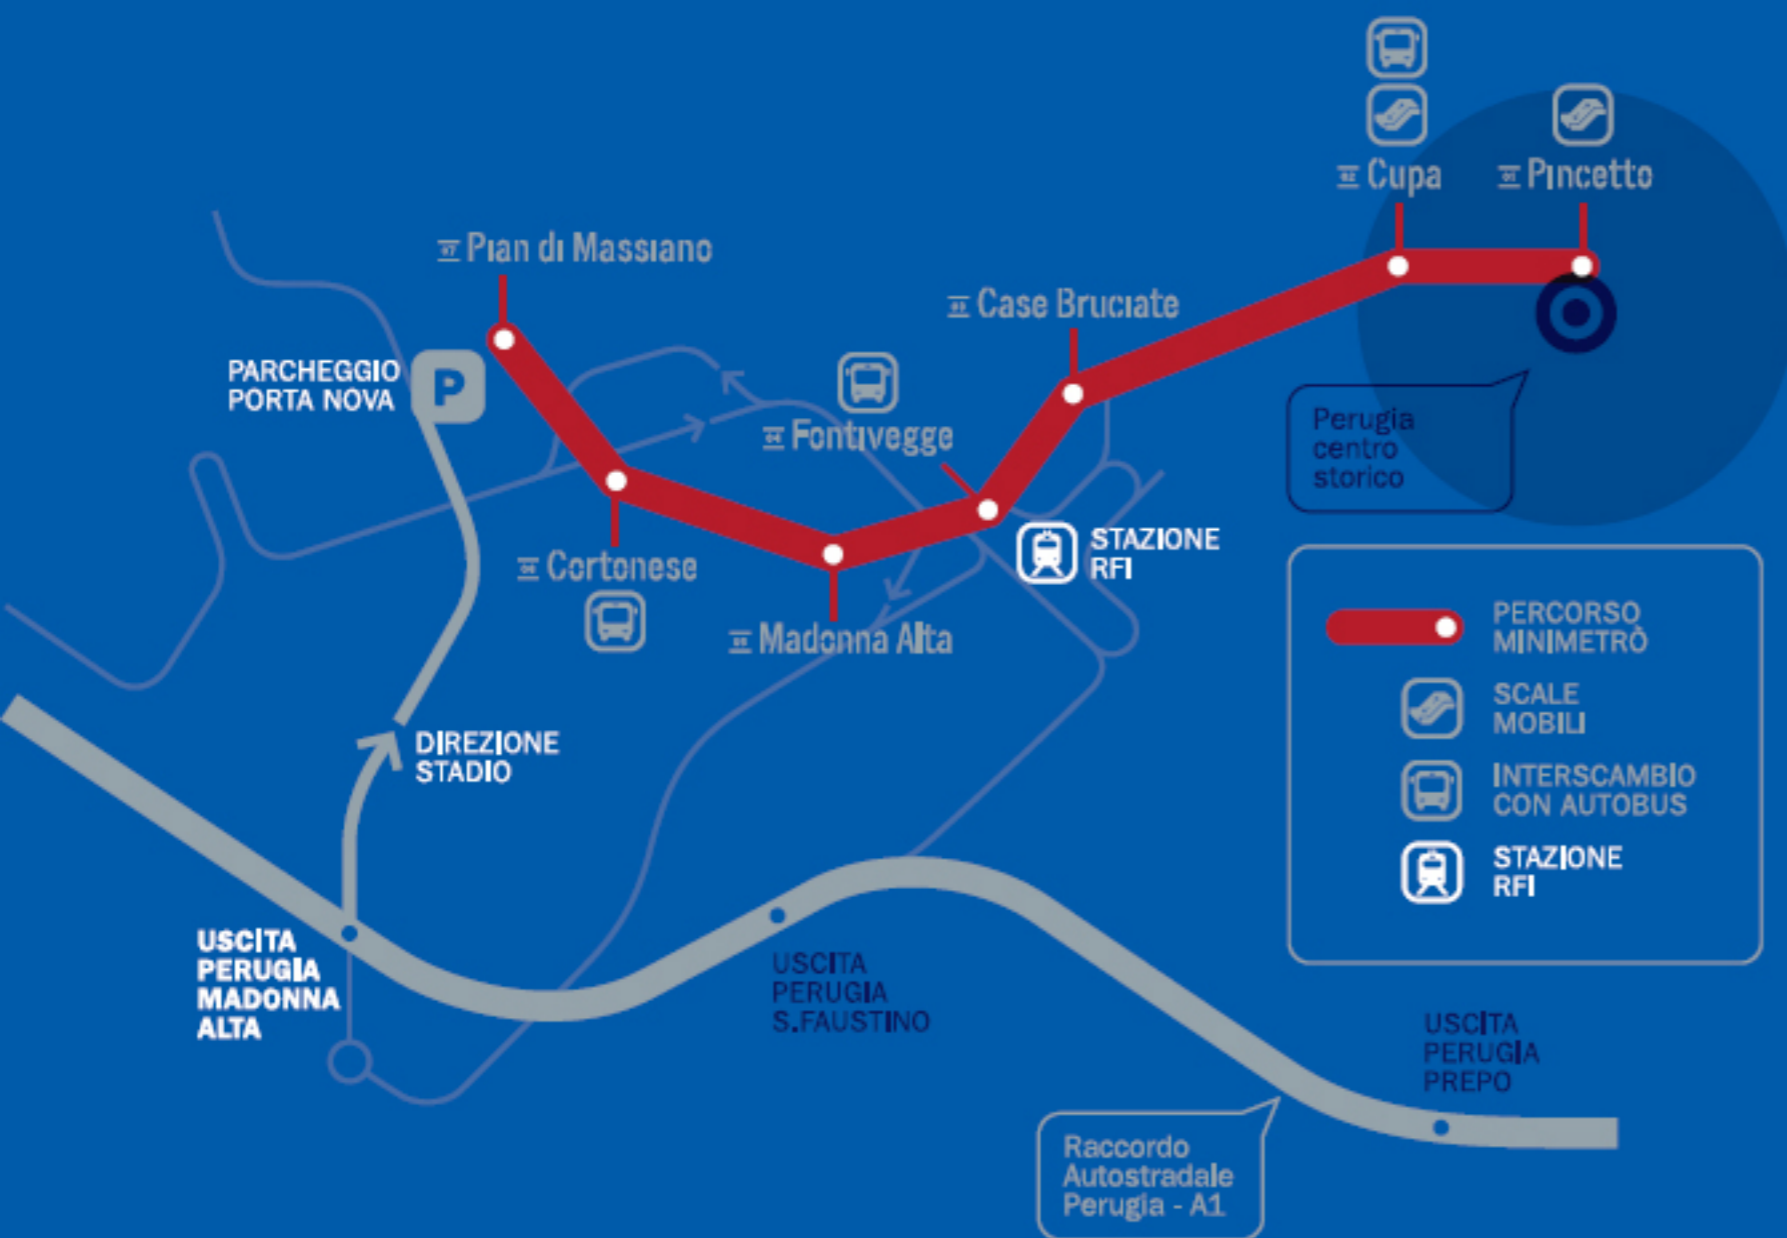 Cupa
Pincetto
Pian di Massiano
Case Bruciate
PARCHEGGIO
PORTA NOVA
P
Fontivegge
Perugia
centro
storico
STAZIONE
RFI
Cortonese
Madonna Alta
PERCORSO
MINIMETRÒ
SCALE
MOBILI
INTERSCAMBIO
CON AUTOBUS
STAZIONE
RFI
DIREZIONE
STADIO
USCITA
PERUGIA
MADONNA
ALTA
USCITA
PERUGIA
S.FAUSTINO
USCITA
PERUGIA
PREPO
Raccordo
Autostradale
Perugia - A1